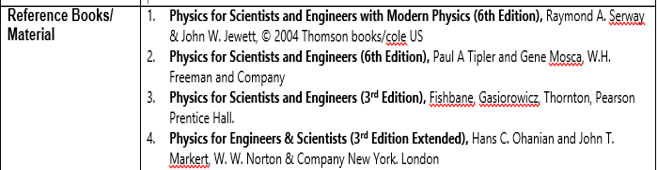 Reference Books/
Material
1. Physics for Scientists and Engineers with Modern Physics (6th Edition), Raymond A. Serway
& John W. Jewett, © 2004 Thomson books/cole US
2. Physics for Scientists and Engineers (6th Edition), Paul A Tipler and Gene Mosca, W.H.
Freeman and Company
3. Physics for Scientists and Engineers (3rd Edition), Fishbane, Gasiorowicz, Thornton, Pearson
Prentice Hall.
4. Physics for Engineers & Scientists (3rd Edition Extended), Hans C. Ohanian and John T.
Markert, W. W. Norton & Company New York. London